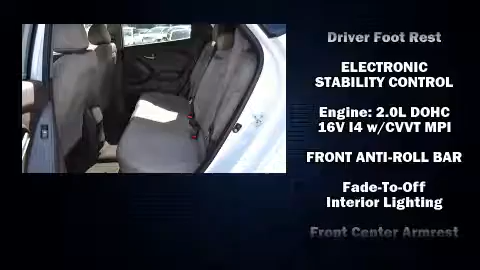 Driver Foot Rest
ELECTRONIC
STABILITY CONTROL
Engine: 2.0L DOHC
16V I4 w/CVVT MPI
FRONT ANTI-ROLL BAR
Fade-To-Off
Interior Lighting
Front Center Armrest